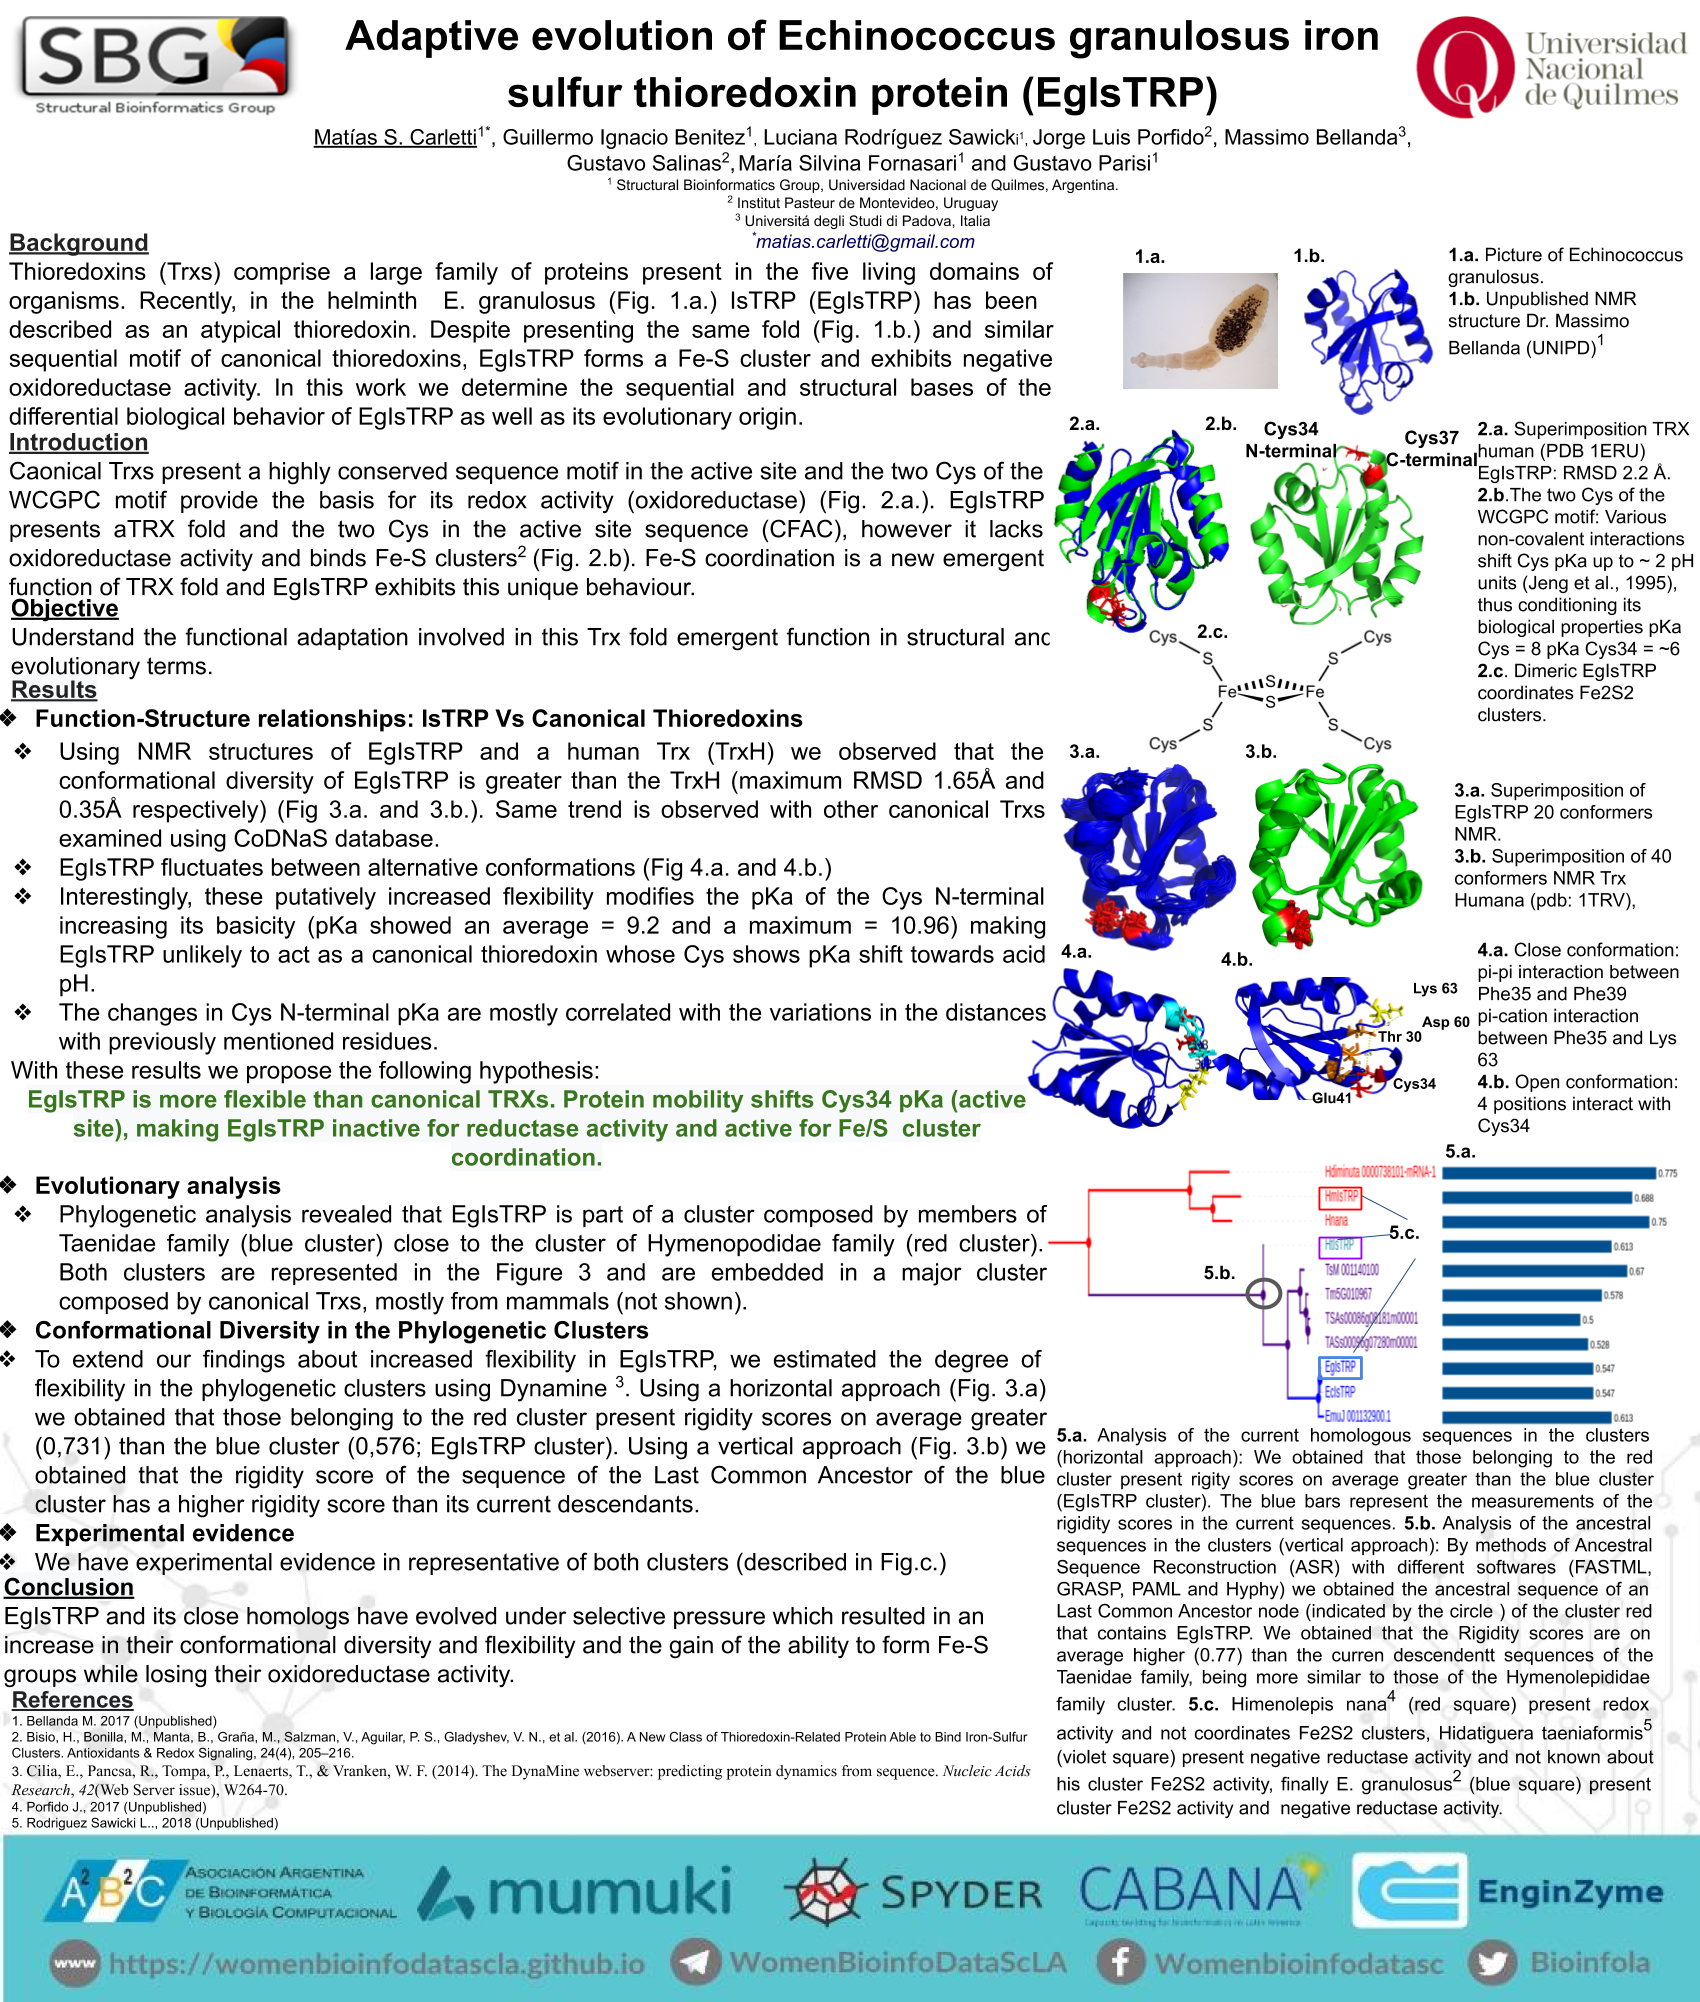 SBG
Structural Bioinformatics Group
Adaptive evolution of Echinococcus granulosus iron
sulfur thioredoxin protein (EgIsTRP)
Universidad
Nacional
de Quilmes
Matías S. Carletti1*, Guillermo Ignacio Benitez1, Luciana Rodríguez Sawicki1, Jorge Luis Porfido2, Massimo Bellanda3,
Gustavo Salinas2, María Silvina Fornasari1 and Gustavo Parisi1
1 Structural Bioinformatics Group, Universidad Nacional de Quilmes, Argentina.
2 Institut Pasteur de Montevideo, Uruguay
3 Universitá degli Studi di Padova, Italia
*matias.carletti@gmail.com
Background
Thioredoxins (Trxs) comprise a large family of proteins present in the five living domains of
organisms. Recently, in the helminth E. granulosus (Fig. 1.a.) IsTRP (EgIsTRP) has been
described as an atypical thioredoxin. Despite presenting the same fold (Fig. 1.b.) and similar
sequential motif of canonical thioredoxins, EgIsTRP forms a Fe-S cluster and exhibits negative
oxidoreductase activity. In this work we determine the sequential and structural bases of the
differential biological behavior of EgIsTRP as well as its evolutionary origin.
Introduction
Caonical Trxs present a highly conserved sequence motif in the active site and the two Cys of the
WCGPC motif provide the basis for its redox activity (oxidoreductase) (Fig. 2.a.). EgIsTRP
presents aTRX fold and the two Cys in the active site sequence (CFAC), however it lacks
oxidoreductase activity and binds Fe-S clusters2 (Fig. 2.b). Fe-S coordination is a new emergent
function of TRX fold and EgIsTRP exhibits this unique behaviour.
Objective
Understand the functional adaptation involved in this Trx fold emergent function in structural and
evolutionary terms.
Results
❖ Function-Structure relationships: IsTRP Vs Canonical Thioredoxins
❖ Using NMR structures of EgIsTRP and a human Trx (TrxH) we observed that the
conformational diversity of EgIsTRP is greater than the TrxH (maximum RMSD 1.65Å and
0.35Å respectively) (Fig 3.a. and 3.b.). Same trend is observed with other canonical Trxs
examined using CoDNaS database.
❖ EgIsTRP fluctuates between alternative conformations (Fig 4.a. and 4.b.)
❖ Interestingly, these putatively increased flexibility modifies the pKa of the Cys N-terminal
increasing its basicity (pKa showed an average = 9.2 and a maximum = 10.96) making
EgIsTRP unlikely to act as a canonical thioredoxin whose Cys shows pKa shift towards acid
pH.
❖ The changes in Cys N-terminal pKa are mostly correlated with the variations in the distances
with previously mentioned residues.
With these results we propose the following hypothesis:
EgIsTRP is more flexible than canonical TRXs. Protein mobility shifts Cys34 pKa (active
site), making EgIsTRP inactive for reductase activity and active for Fe/S cluster
coordination.
❖ Evolutionary analysis
❖ Phylogenetic analysis revealed that EgIsTRP is part of a cluster composed by members of
Taenidae family (blue cluster) close to the cluster of Hymenopodidae family (red cluster).
Both clusters are represented in the Figure 3 and are embedded in a major cluster
composed by canonical Trxs, mostly from mammals (not shown).
❖ Conformational Diversity in the Phylogenetic Clusters
❖ To extend our findings about increased flexibility in EgIsTRP, we estimated the degree of
flexibility in the phylogenetic clusters using Dynamine 3. Using a horizontal approach (Fig. 3.a)
we obtained that those belonging to the red cluster present rigidity scores on average greater
(0,731) than the blue cluster (0,576; EgIsTRP cluster). Using a vertical approach (Fig. 3.b) we
obtained that the rigidity score of the sequence of the Last Common Ancestor of the blue
cluster has a higher rigidity score than its current descendants.
❖ Experimental evidence
❖ We have experimental evidence in representative of both clusters (described in Fig.c.)
Conclusion
EgIsTRP and its close homologs have evolved under selective pressure which resulted in an
increase in their conformational diversity and flexibility and the gain of the ability to form Fe-S
groups while losing their oxidoreductase activity.
References
1. Bellanda M. 2017 (Unpublished)
2. Bisio, H., Bonilla, M., Manta, B., Graña, M., Salzman, V., Aguilar, P. S., Gladyshev, V. N., et al. (2016). A New Class of Thioredoxin-Related Protein Able to Bind Iron-Sulfur
Clusters. Antioxidants & Redox Signaling, 24(4), 205–216.
3. Cilia, E., Pancsa, R., Tompa, P., Lenaerts, T., & Vranken, W. F. (2014). The DynaMine webserver: predicting protein dynamics from sequence. Nucleic Acids
Research, 42(Web Server issue), W264-70.
4. Porfido J., 2017 (Unpublished)
5. Rodriguez Sawicki L.., 2018 (Unpublished)
1.a.
1.b.
1.a. Picture of Echinococcus
granulosus.
1.b. Unpublished NMR
structure Dr. Massimo
Bellanda (UNIPD)1
2.a.
2.b.
Cys34
N-terminal
Cys37
C-terminal
2.a. Superimposition TRX
human (PDB 1ERU)
EgIsTRP: RMSD 2.2 Å.
2.b.The two Cys of the
WCGPC motif: Various
non-covalent interactions
shift Cys pKa up to ~ 2 pH
units (Jeng et al., 1995),
thus conditioning its
biological properties pKa
Cys = 8 pKa Cys34 = ~6
2.c. Dimeric EgIsTRP
coordinates Fe2S2
clusters.
2.c.
Cys Cys
S S
Fe S Fe
S
S S
Cys Cys
3.a.
3.b.
3.a. Superimposition of
EgIsTRP 20 conformers
NMR.
3.b. Superimposition of 40
conformers NMR Trx
Humana (pdb: 1TRV),
4.a.
4.b.
Lys 63
Asp 60
Thr 30
Cys34
Glu41
4.a. Close conformation:
pi-pi interaction between
Phe35 and Phe39
pi-cation interaction
between Phe35 and Lys
63
4.b. Open conformation:
4 positions interact with
Cys34
5.a.
Hdiminuta 0000738101-mRNA-1 0.775
HmIsTRP 0.688
Hnana 0.75
HtIsTRP 0.613
5.c.
5.b.
TsM 001140100 0.67
Tm5G010967 0.578
TSAs00086g08181m00001 0.5
TASs00086g07280m00001 0.528
EgIsTRP 0.547
EcIsTRP 0.547
EmuJ 001132900.1 0.613
5.a. Analysis of the current homologous sequences in the clusters
(horizontal approach): We obtained that those belonging to the red
cluster present rigity scores on average greater than the blue cluster
(EgIsTRP cluster). The blue bars represent the measurements of the
rigidity scores in the current sequences. 5.b. Analysis of the ancestral
sequences in the clusters (vertical approach): By methods of Ancestral
Sequence Reconstruction (ASR) with different softwares (FASTML,
GRASP, PAML and Hyphy) we obtained the ancestral sequence of an
Last Common Ancestor node (indicated by the circle ) of the cluster red
that contains EgIsTRP. We obtained that the Rigidity scores are on
average higher (0.77) than the curren descendentt sequences of the
Taenidae family, being more similar to those of the Hymenolepididae
family cluster. 5.c. Himenolepis nana4 (red square) present redox
activity and not coordinates Fe2S2 clusters, Hidatiguera taeniaformis5
(violet square) present negative reductase activity and not known about
his cluster Fe2S2 activity, finally E. granulosus2 (blue square) present
cluster Fe2S2 activity and negative reductase activity.
A2B2C
ASOCIACIÓN ARGENTINA
DE BIOINFORMÁTICA
Y BIOLOGÍA COMPUTACIONAL
mumuki
SPYDER
CABANA
Capacity building for bioinformatics in Latin America
EnginZyme
www https://womenbioinfodatascla.github.io
WomenBioinfoDataScLA
Womenbioinfodatasc
Bioinfola